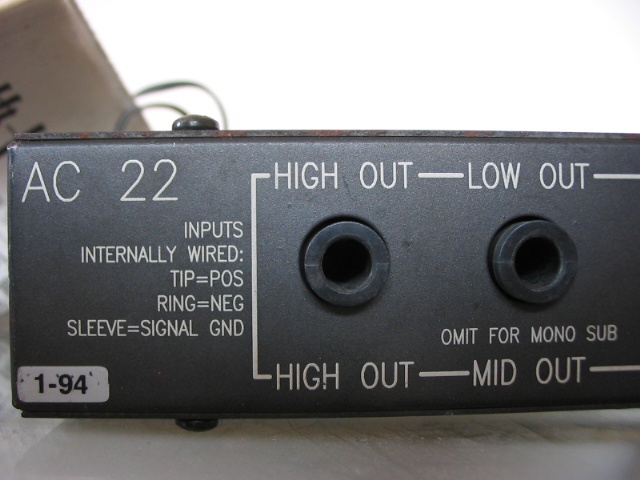 AC 22
INPUTS
INTERNALLY WIRED:
TIP=POS
RING=NEG
SLEEVE=SIGNAL GND
1-94
HIGH OUT
LOW OUT
OMIT FOR MONO SUB
HIGH OUT
MID OUT